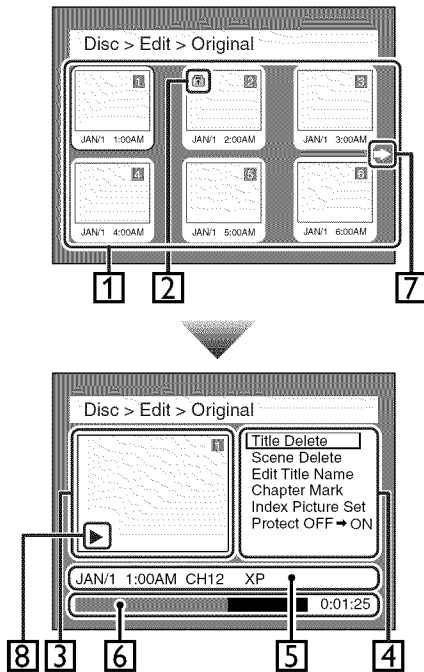 Disc > Edit > Original
1 2 3
JAN/1 1:00AM JAN/1 2:00AM JAN/1 3:00AM
4 5 6
JAN/1 4:00AM JAN/1 5:00AM JAN/1 6:00AM
1 2 7
Disc > Edit > Original
1
Title Delete
Scene Delete
Edit Title Name
Chapter Mark
Index Picture Set
Protect OFF ➡ ON
JAN/1 1:00AM CH12 XP
0:01:25
8 3 6 5 4